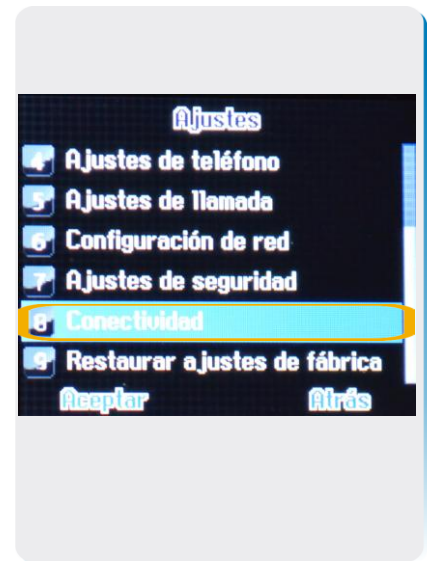 Ajustes
4 Ajustes de teléfono
5 Ajustes de llamada
6 Configuración de red
7 Ajustes de seguridad
8 Conectividad
9 Restaurar ajustes de fábrica
Aceptar Atrás